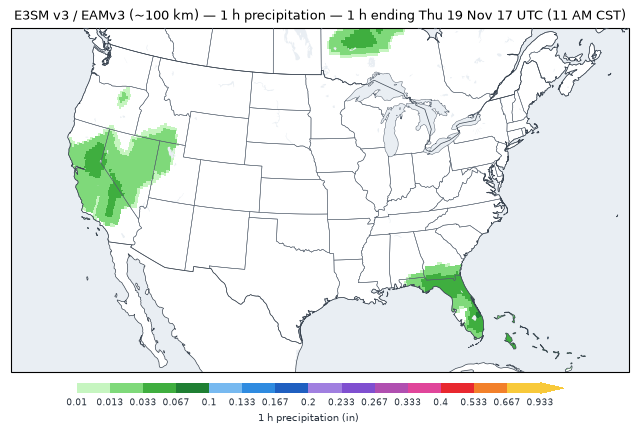 E3SM v3 / EAMv3 (~100 km) — 1 h precipitation — 1 h ending Thu 19 Nov 17 UTC (11 AM CST)
0.01 0.013 0.033 0.067 0.1 0.133 0.167 0.2 0.233 0.267 0.333 0.4 0.533 0.667 0.933
1 h precipitation (in)